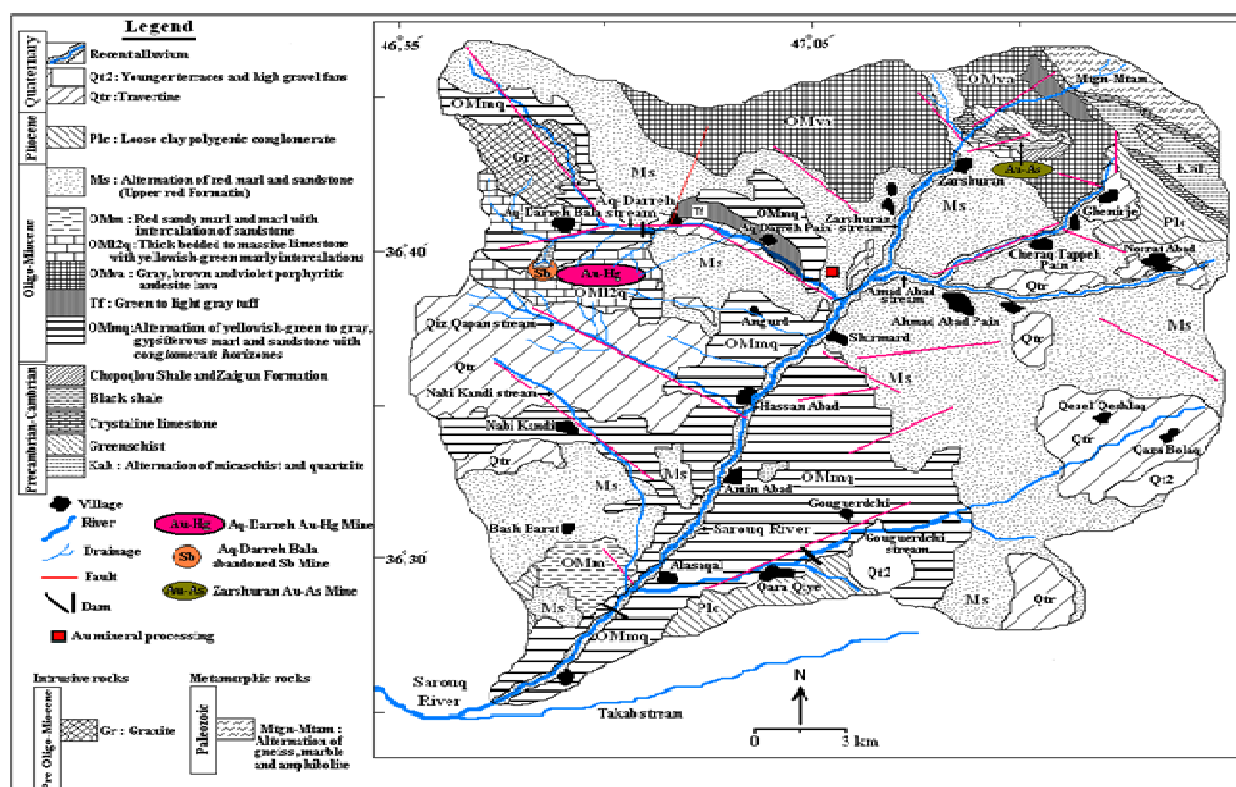 Legend
Quaternary
Recent alluvium
Qt2 : Younger terraces and high gravel fans
Qtr : Travertine
Pliocene
Plc : Loose clay polygenic conglomerate
Oligo-Miocene
Ms : Alternation of red marl and sandstone
(Upper red Formatin)
OMm : Red sandy marl and marl with
intercalation of sandstone
OMl2q: Thick bedded to massive limestone
with yellowish-green marly intercalations
OMva: Gray, brown and violet porphyritic
andesite lava
Tf : Green to light gray tuff
OMmq:Alternation of yellowish-green to gray,
gypsiferous marl and sandstone with
conglomerate horizones
Precambrian-Cambrian
Chopoqlou Shale and Zaigun Formation
Black shale
Crystaline limestone
Greenschist
Kah : Alternation of micaschist and quartzite
Village
River
Drainage
Fault
Dam
Au mineral processing
Au-Hg
Aq-Darreh Au-Hg Mine
Sb
Aq-Darreh Bala
abandoned Sb Mine
Au-As
Zarshuran Au-As Mine
Intrusive rocks
Pre Oligo-Miocene
Gr : Granite
Metamorphic rocks
Paleozoic
Mtgn-Mtam :
Alternation of
gneiss, marble
and amphibolite
46,55
47,05
36,40
36,30
OMmq
OMva
OMva
Mtgn-Mtam
Gr
Ms
Zarshuran
Au-As
Kah
Ms
Ghenirje
Plc
Aq-Darreh
Aq-Darreh Bala stream
Tf
OMmq
Zarshuran
stream
Aq-Darreh Pain
Cheraq Tappeh
Pain
Norrat Abad
Sb
Au-Hg
OMl2q
Ms
Amad Abad
stream
Qtr
Ahmad Abad Pain
Qiz Qapan stream
Angurd
OMmq
Shirmard
Ms
Ms
Qtr
Qtr
Nabi Kandi stream
Hassan Abad
Nabi Kandi
Qezel Qeshlaq
Qtr
Qara Bolaq
Qt2
Qtr
Ms
Ms
OMmq
Amin Abad
Gouguerdchi
Bash Barat
Sarouq River
Gouguerdchi
stream
OMm
Alasaqal
Qara Qiye
Qt2
Ms
Plc
Ms
Qtr
OMmq
Sarouq
River
Takab stream
N
0
3 km